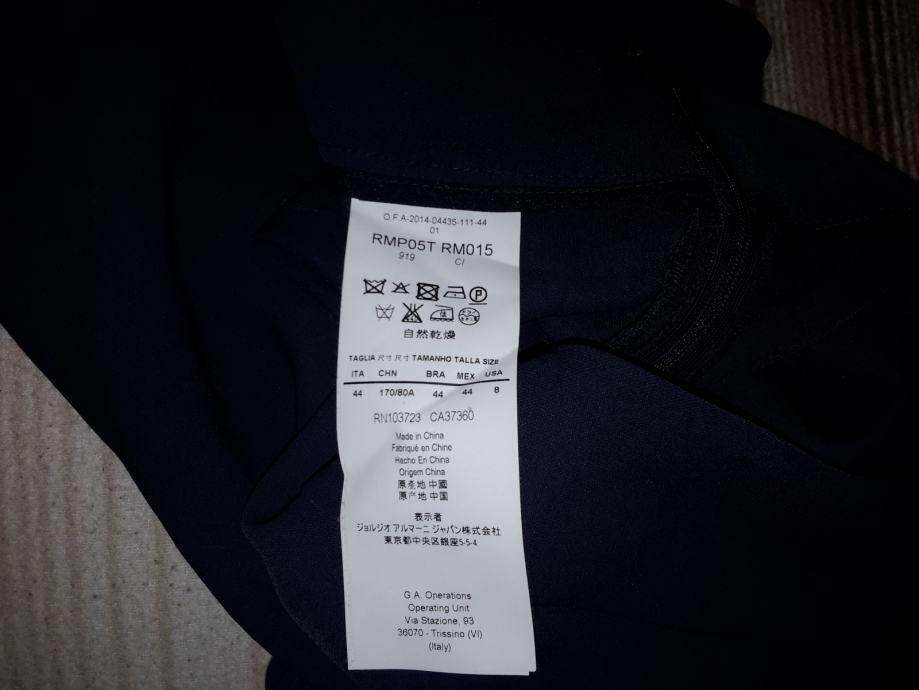 O.F.A-2014-04435-111-44
01
RMP05T RM015
919 C/
P
自然乾燥
TAGLIA 尺寸 尺寸 TAMANHO TALLA SIZE
ITA CHN BRA MEX USA
44 170/80A 44 44 8
RN103723 CA37360
Made in China
Fabriqué en Chine
Hecho En China
Origem China
原產地 中國
原产地 中国
表示者
ジョルジオ アルマーニ ジャパン株式会社
東京都中央区銀座5-5-4
G.A. Operations
Operating Unit
Via Stazione, 93
36070 - Trissino (VI)
(Italy)